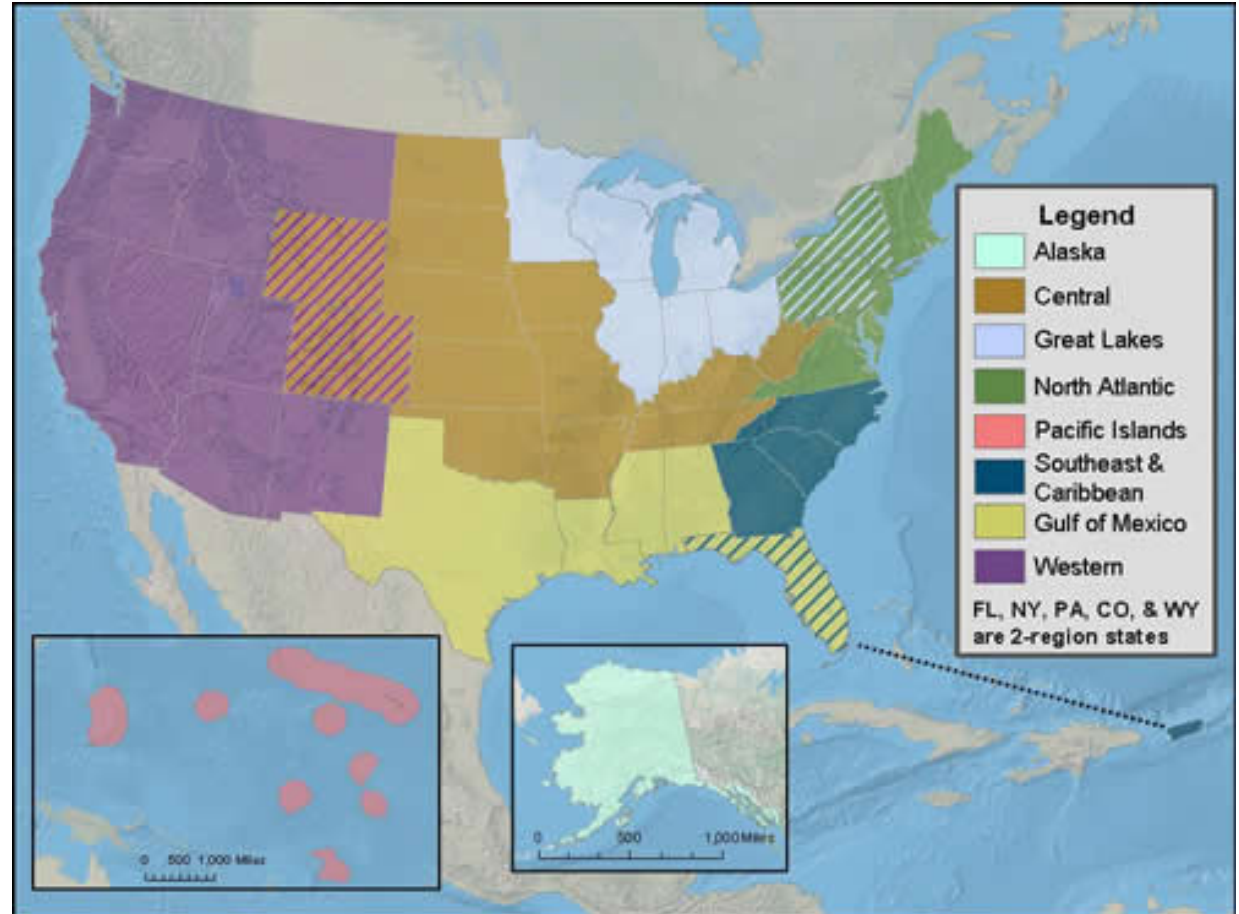 Legend
Alaska
Central
Great Lakes
North Atlantic
Pacific Islands
Southeast &
Caribbean
Gulf of Mexico
Western
FL, NY, PA, CO, & WY
are 2-region states
0 500 1,000 Miles
0 500 1,000 Miles